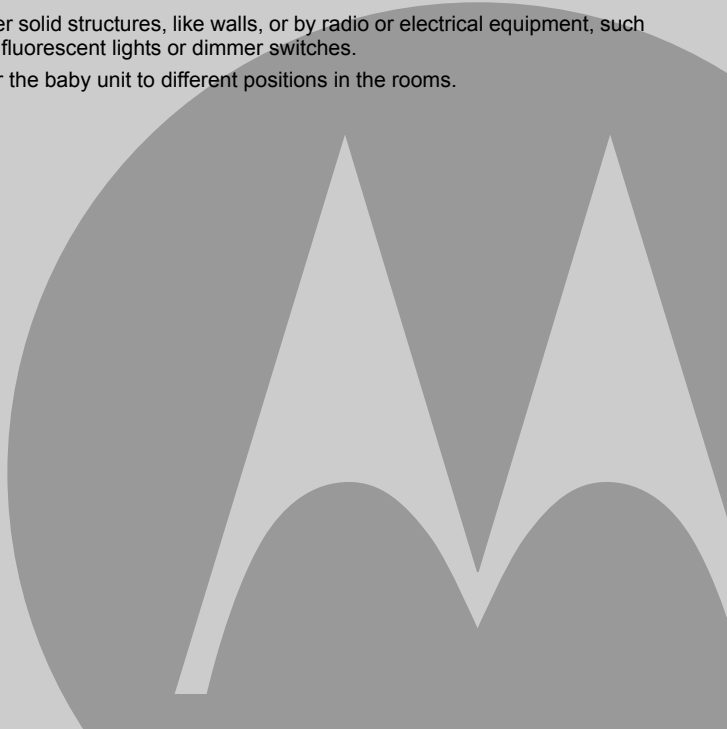 solid structures, like walls, or by radio or electrical equipment, such
fluorescent lights or dimmer switches.
the baby unit to different positions in the rooms.